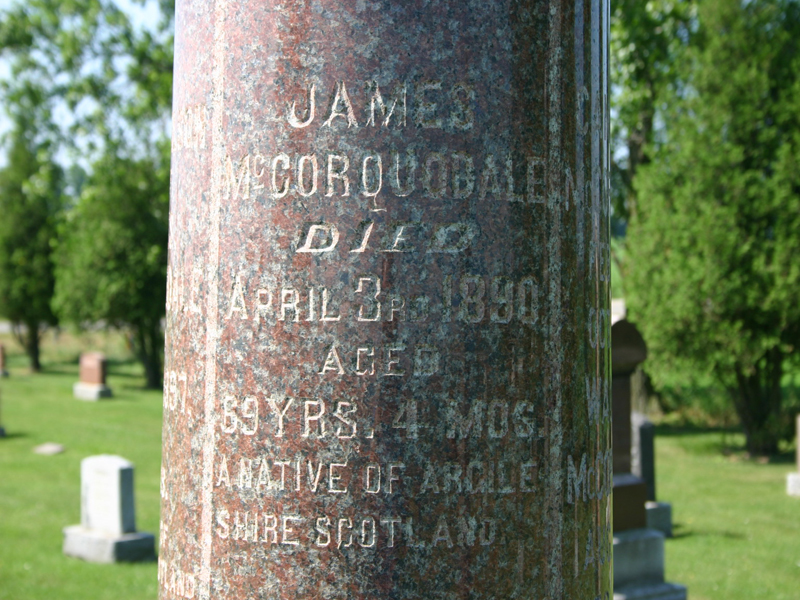 JAMES
McCORQUODALE
DIED
APRIL 3RD 1890
AGED
69 YRS. 4 MOS.
A NATIVE OF ARGILE
SHIRE SCOTLAND.